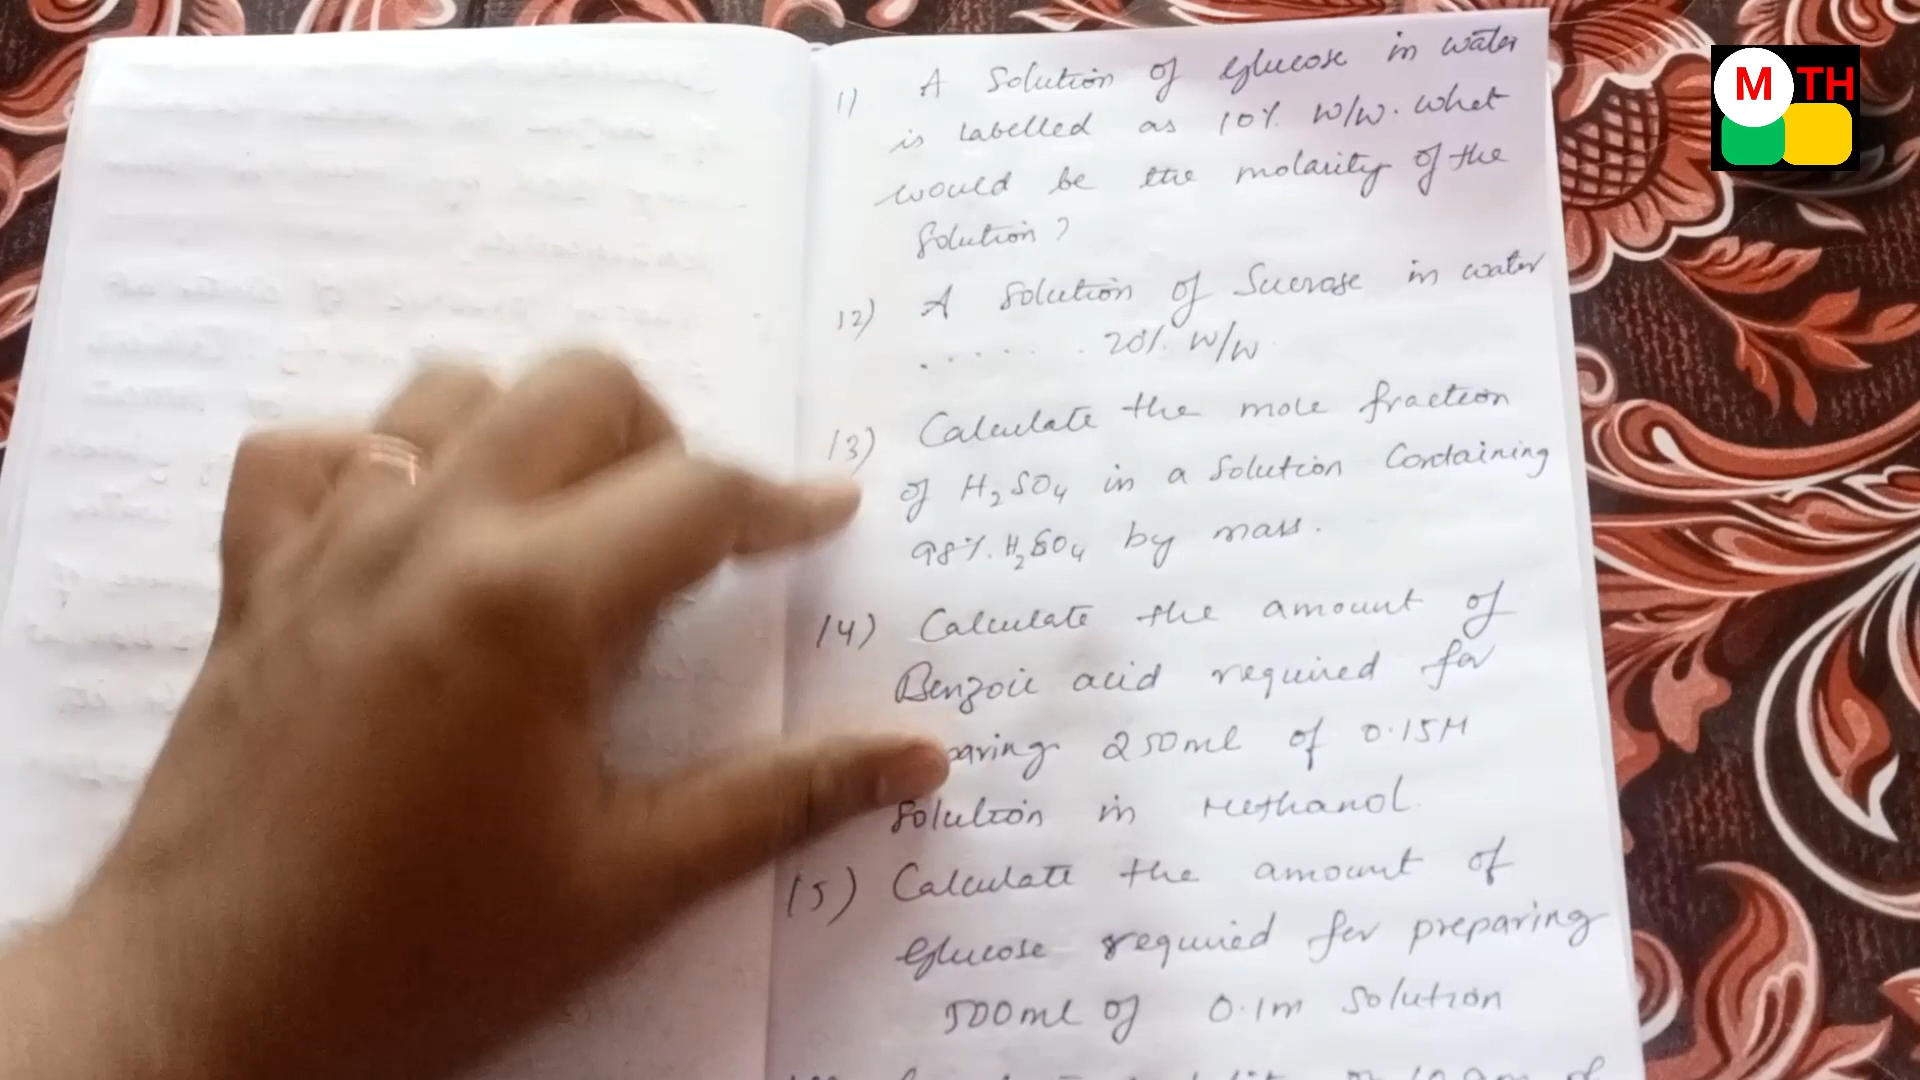 M TH
11) A Solution of glucose in water
is labelled as 10% W/W. What
would be the molarity of the
Solution?
12) A Solution of Sucrose in water
. . . . . . . 20% W/W
13) Calculate the mole fraction
of H₂SO₄ in a solution Containing
98% H₂SO₄ by mass.
14) Calculate the amount of
Benzoic acid required for
paring 250ml of 0.15M
Solution in Methanol.
15) Calculate the amount of
glucose required for preparing
500ml of 0.1m solution